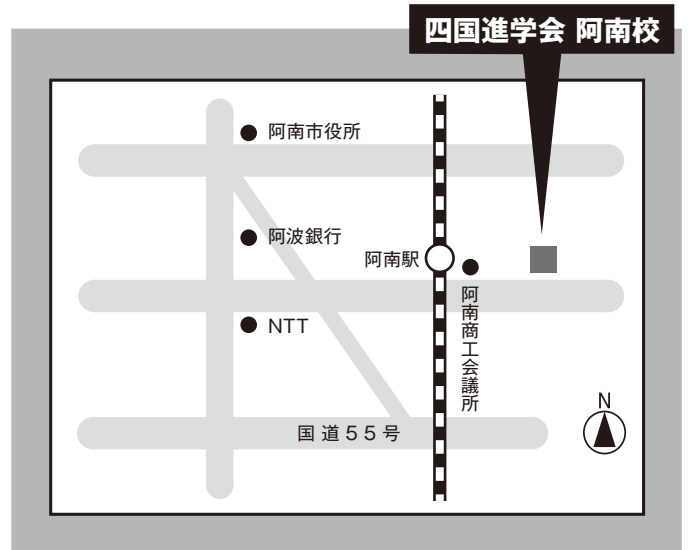 四国進学会 阿南校
阿南市役所
阿波銀行
阿南駅
阿南商工会議所
NTT
国道55号
N